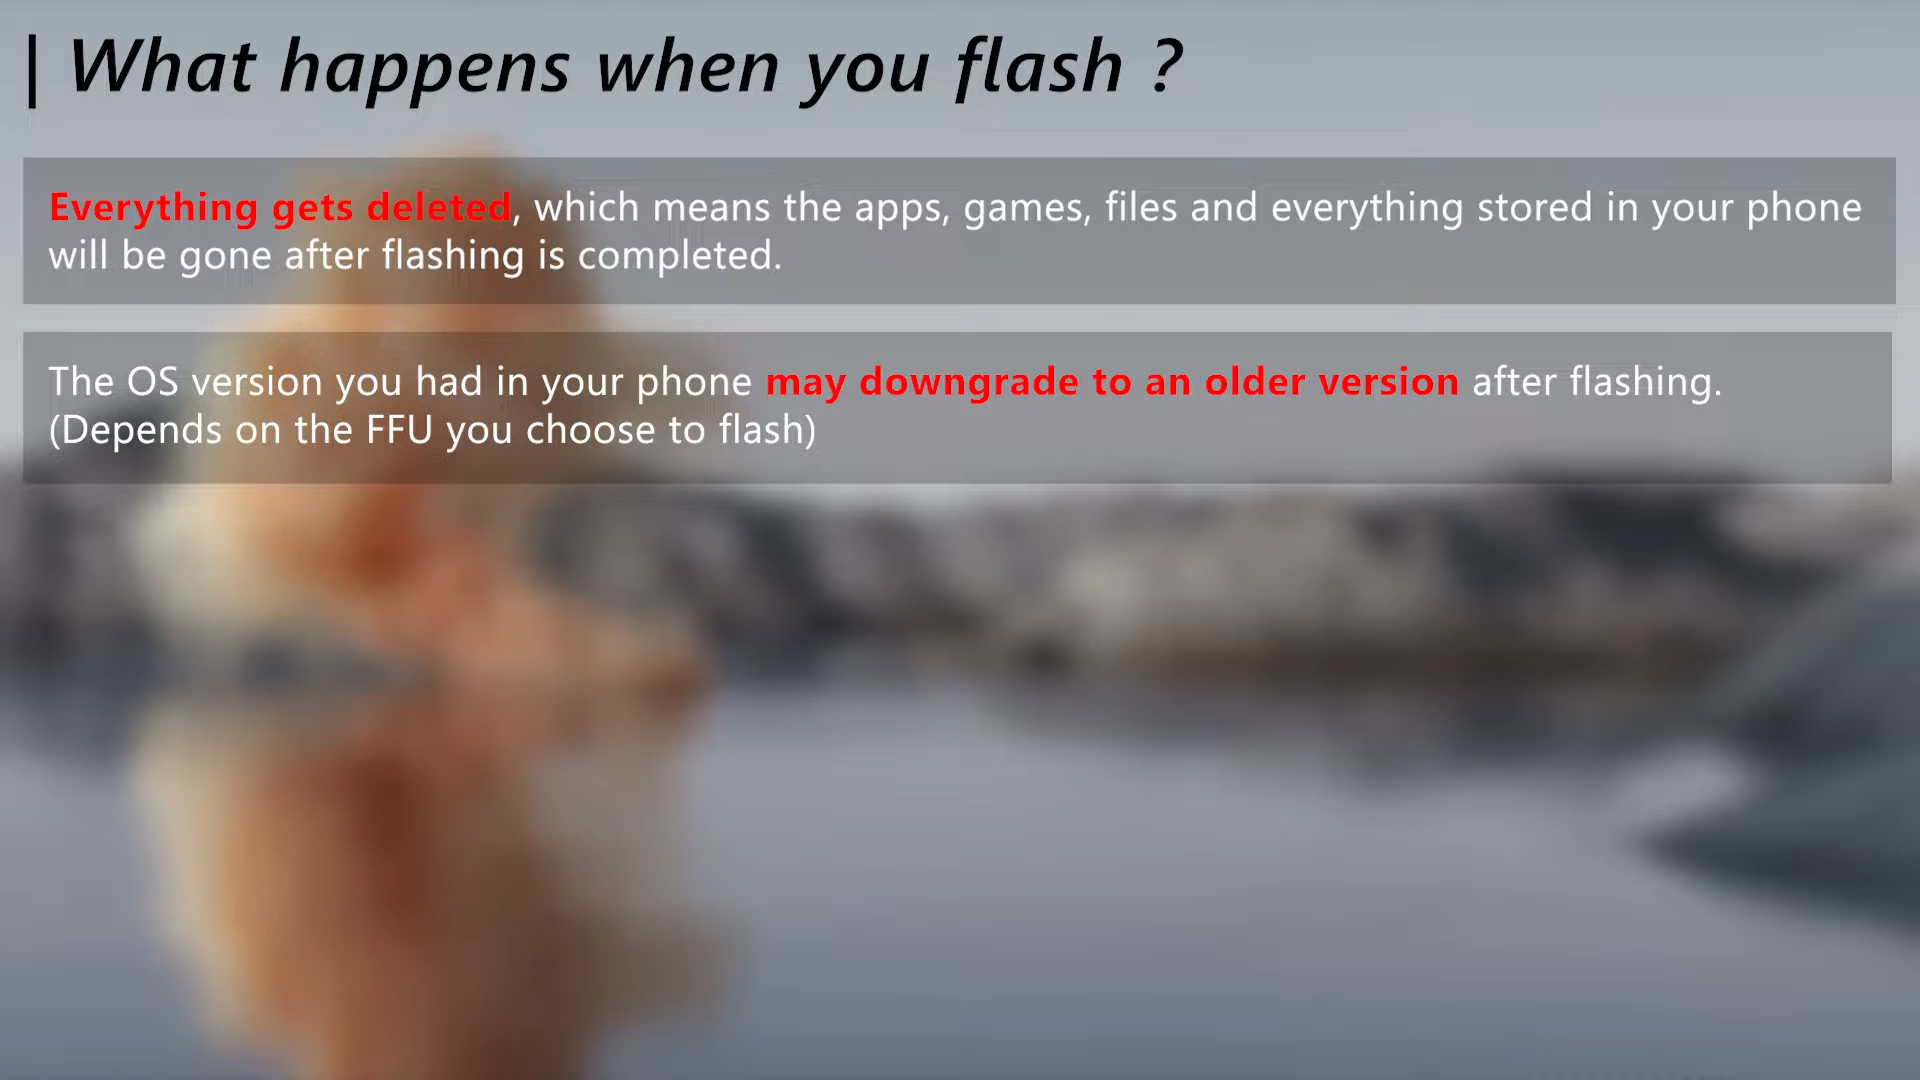 | What happens when you flash ?
Everything gets deleted, which means the apps, games, files and everything stored in your phone
will be gone after flashing is completed.
The OS version you had in your phone may downgrade to an older version after flashing.
(Depends on the FFU you choose to flash)